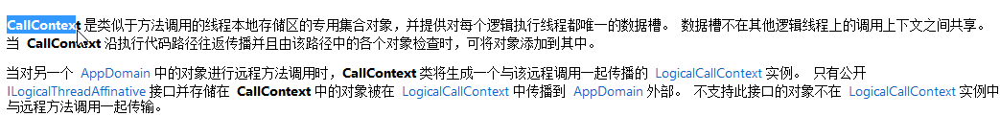 CallContext 是类似于方法调用的线程本地存储区的专用集合对象，并提供对每个逻辑执行线程都唯一的数据槽。 数据槽不在其他逻辑线程上的调用上下文之间共享。
当 CallContext 沿执行代码路径往返传播并且由该路径中的各个对象检查时，可将对象添加到其中。
当对另一个 AppDomain 中的对象进行远程方法调用时，CallContext 类将生成一个与该远程调用一起传播的 LogicalCallContext 实例。 只有公开
ILogicalThreadAffinative 接口并存储在 CallContext 中的对象被在 LogicalCallContext 中传播到 AppDomain 外部。 不支持此接口的对象不在 LogicalCallContext 实例中
与远程方法调用一起传输。